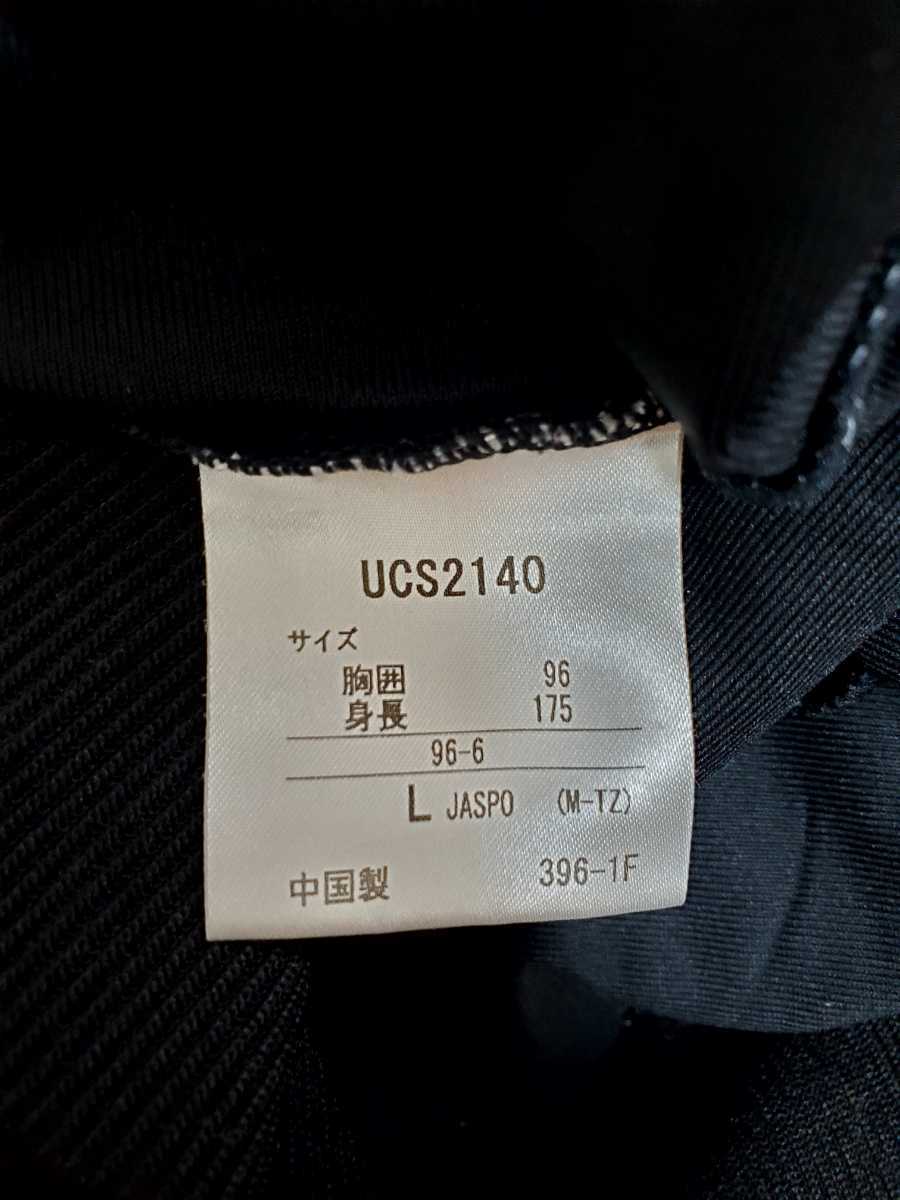 UCS2140
サイズ
胸囲 96
身長 175
96-6
L JASPO (M-TZ)
中国製 396-1F